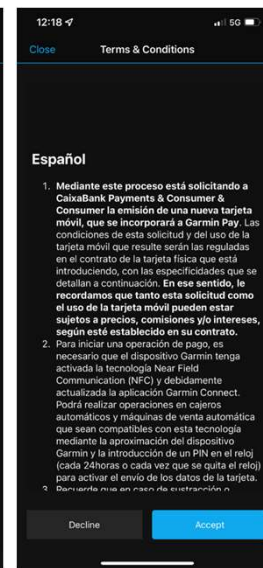 12:18
5G
Close Terms & Conditions
Español
1. Mediante este proceso está solicitando a
CaixaBank Payments & Consumer &
Consumer la emisión de una nueva tarjeta
móvil, que se incorporará a Garmin Pay. Las
condiciones de esta solicitud y del uso de la
tarjeta móvil que resulte serán las reguladas
en el contrato de la tarjeta física que está
introduciendo, con las especificidades que se
detallan a continuación. En ese sentido, le
recordamos que tanto esta solicitud como
el uso de la tarjeta móvil pueden estar
sujetos a precios, comisiones y/o intereses,
según esté establecido en su contrato.
2. Para iniciar una operación de pago, es
necesario que el dispositivo Garmin tenga
activada la tecnología Near Field
Communication (NFC) y debidamente
actualizada la aplicación Garmin Connect.
Podrá realizar operaciones en cajeros
automáticos y máquinas de venta automática
que sean compatibles con esta tecnología
mediante la aproximación del dispositivo
Garmin y la introducción de un PIN en el reloj
(cada 24horas o cada vez que se quita el reloj)
para activar el envío de los datos de la tarjeta.
3. Recuerde que en caso de sustracción o
Decline Accept